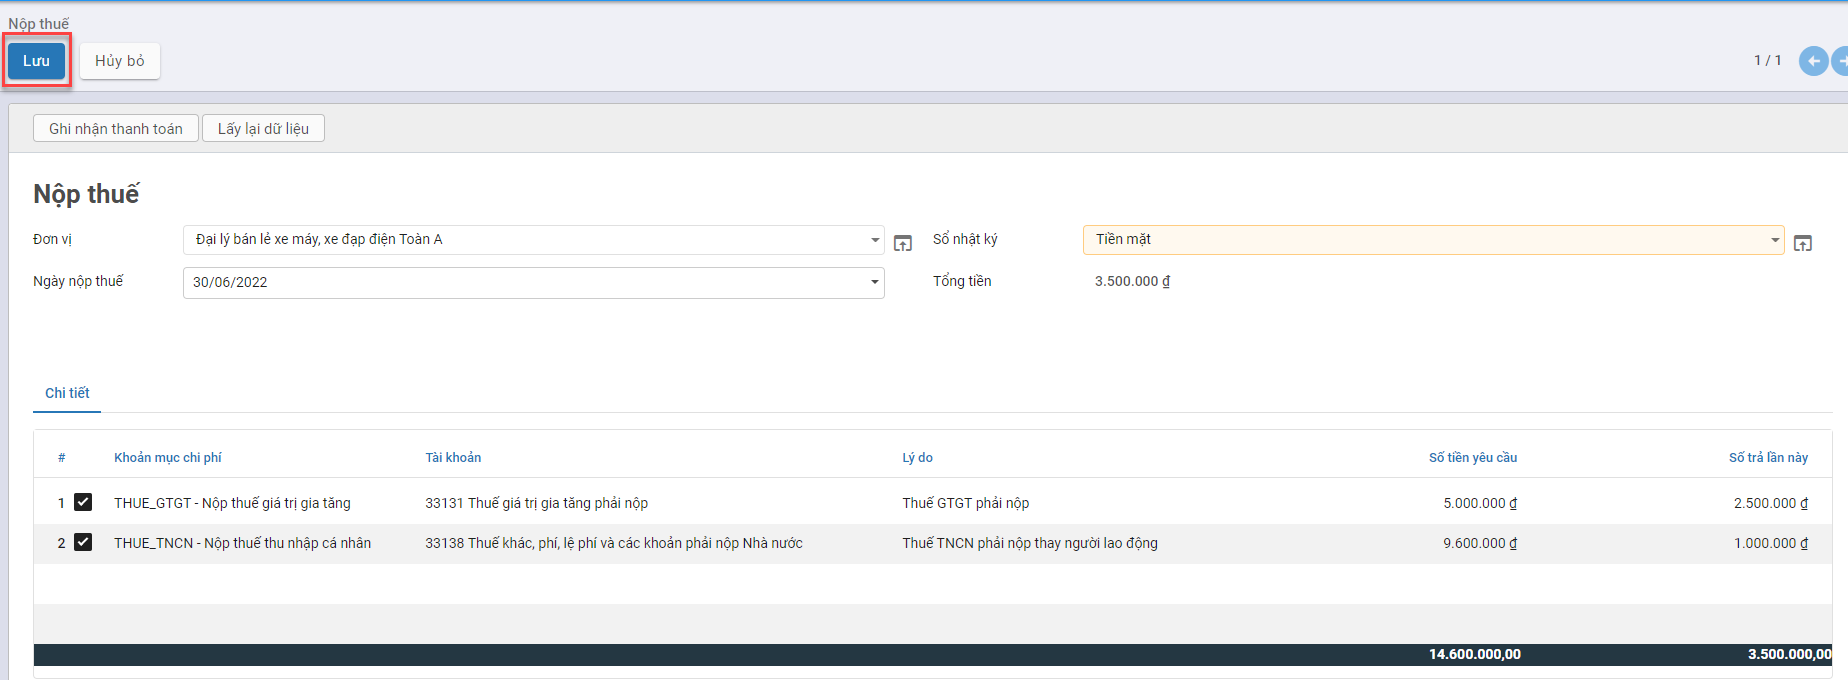 Nộp thuế
Lưu Hủy bỏ 1 / 1
Ghi nhận thanh toán Lấy lại dữ liệu
Nộp thuế
Đơn vị Đại lý bán lẻ xe máy, xe đạp điện Toàn A Sổ nhật ký Tiền mặt
Ngày nộp thuế 30/06/2022 Tổng tiền 3.500.000 ₫
Chi tiết
# Khoản mục chi phí Tài khoản Lý do Số tiền yêu cầu Số trả lần này
1 THUE_GTGT - Nộp thuế giá trị gia tăng 33131 Thuế giá trị gia tăng phải nộp Thuế GTGT phải nộp 5.000.000 ₫ 2.500.000 ₫
2 THUE_TNCN - Nộp thuế thu nhập cá nhân 33138 Thuế khác, phí, lệ phí và các khoản phải nộp Nhà nước Thuế TNCN phải nộp thay người lao động 9.600.000 ₫ 1.000.000 ₫
14.600.000,00 3.500.000,00